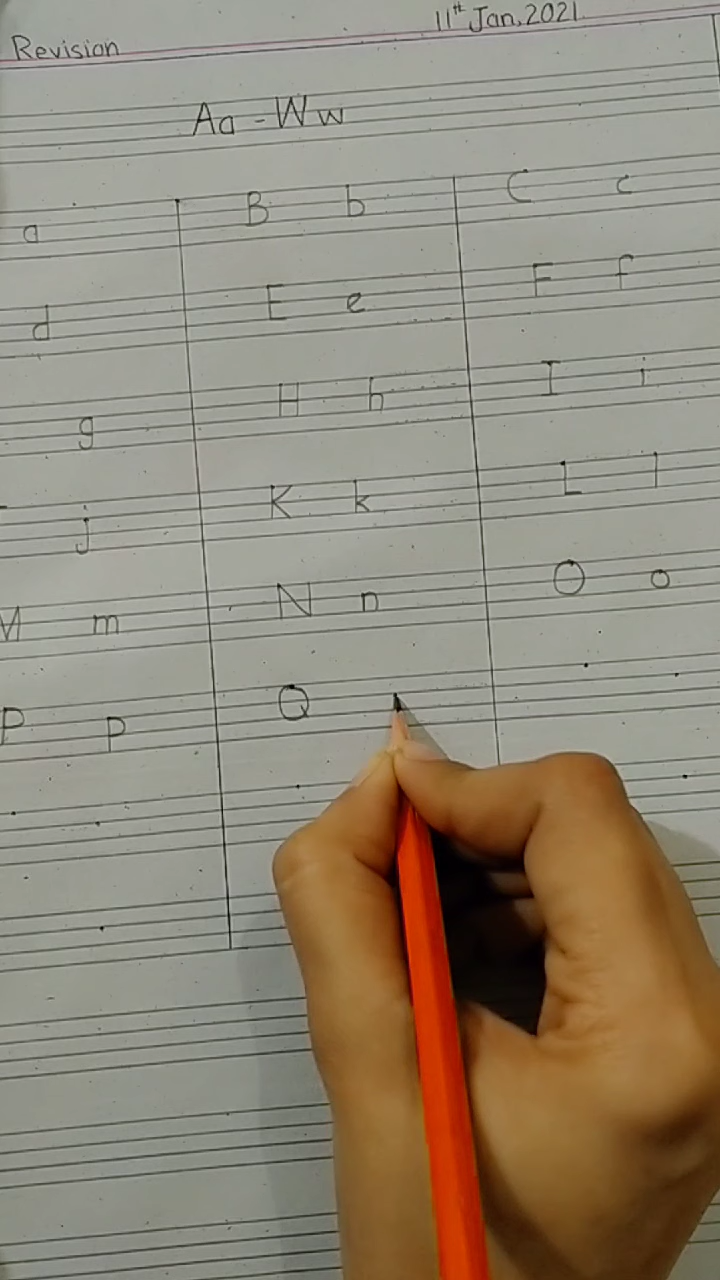 Revision 11th Jan, 2021
Aa - Ww
a B b C c
d E e F f
g H h I i
j K k L l
M m N n O o
P p Q